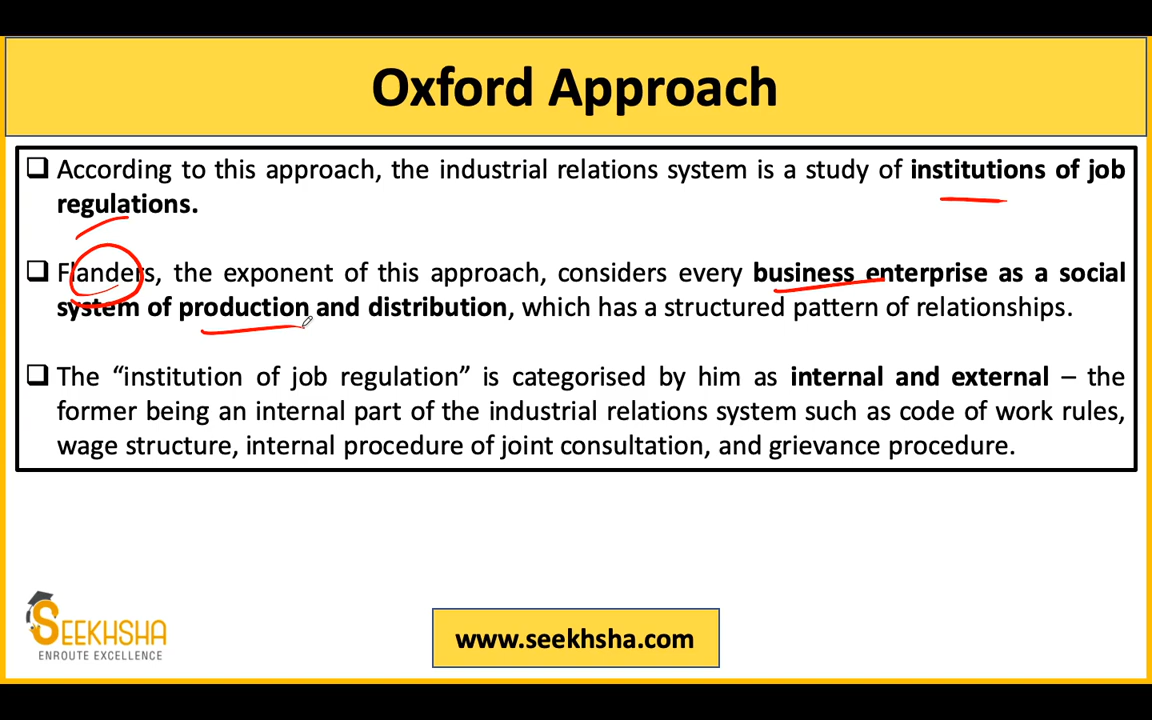 Oxford Approach
❑ According to this approach, the industrial relations system is a study of institutions of job
regulations.
❑ Flanders, the exponent of this approach, considers every business enterprise as a social
system of production and distribution, which has a structured pattern of relationships.
❑ The “institution of job regulation” is categorised by him as internal and external – the
former being an internal part of the industrial relations system such as code of work rules,
wage structure, internal procedure of joint consultation, and grievance procedure.
SEEKHSHA
ENROUTE EXCELLENCE
www.seekhsha.com